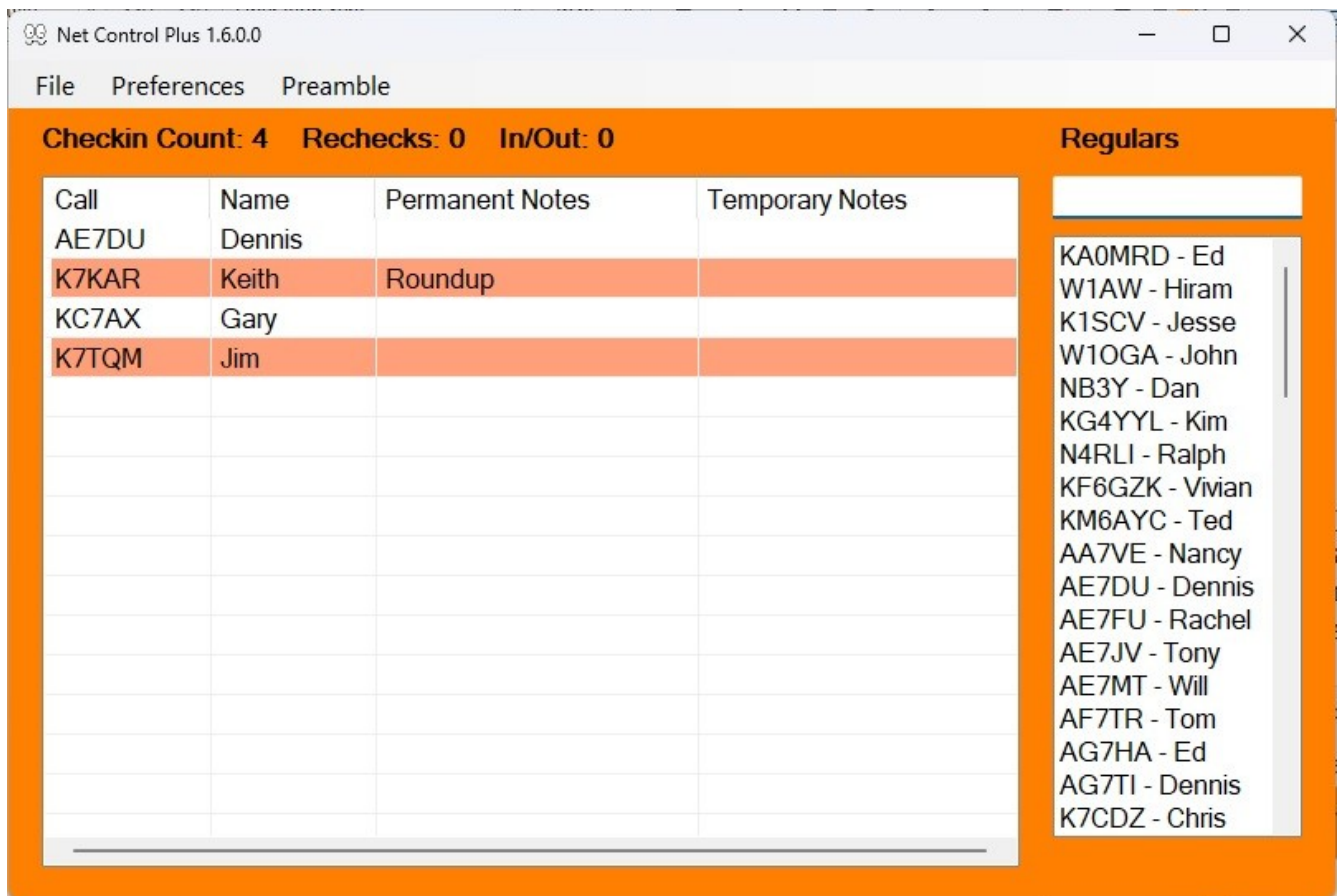 Net Control Plus 1.6.0.0
File Preferences Preamble
Checkin Count: 4 Rechecks: 0 In/Out: 0 Regulars
Call Name Permanent Notes Temporary Notes
AE7DU Dennis
K7KAR Keith Roundup
KC7AX Gary
K7TQM Jim
KA0MRD - Ed
W1AW - Hiram
K1SCV - Jesse
W1OGA - John
NB3Y - Dan
KG4YYL - Kim
N4RLI - Ralph
KF6GZK - Vivian
KM6AYC - Ted
AA7VE - Nancy
AE7DU - Dennis
AE7FU - Rachel
AE7JV - Tony
AE7MT - Will
AF7TR - Tom
AG7HA - Ed
AG7TI - Dennis
K7CDZ - Chris